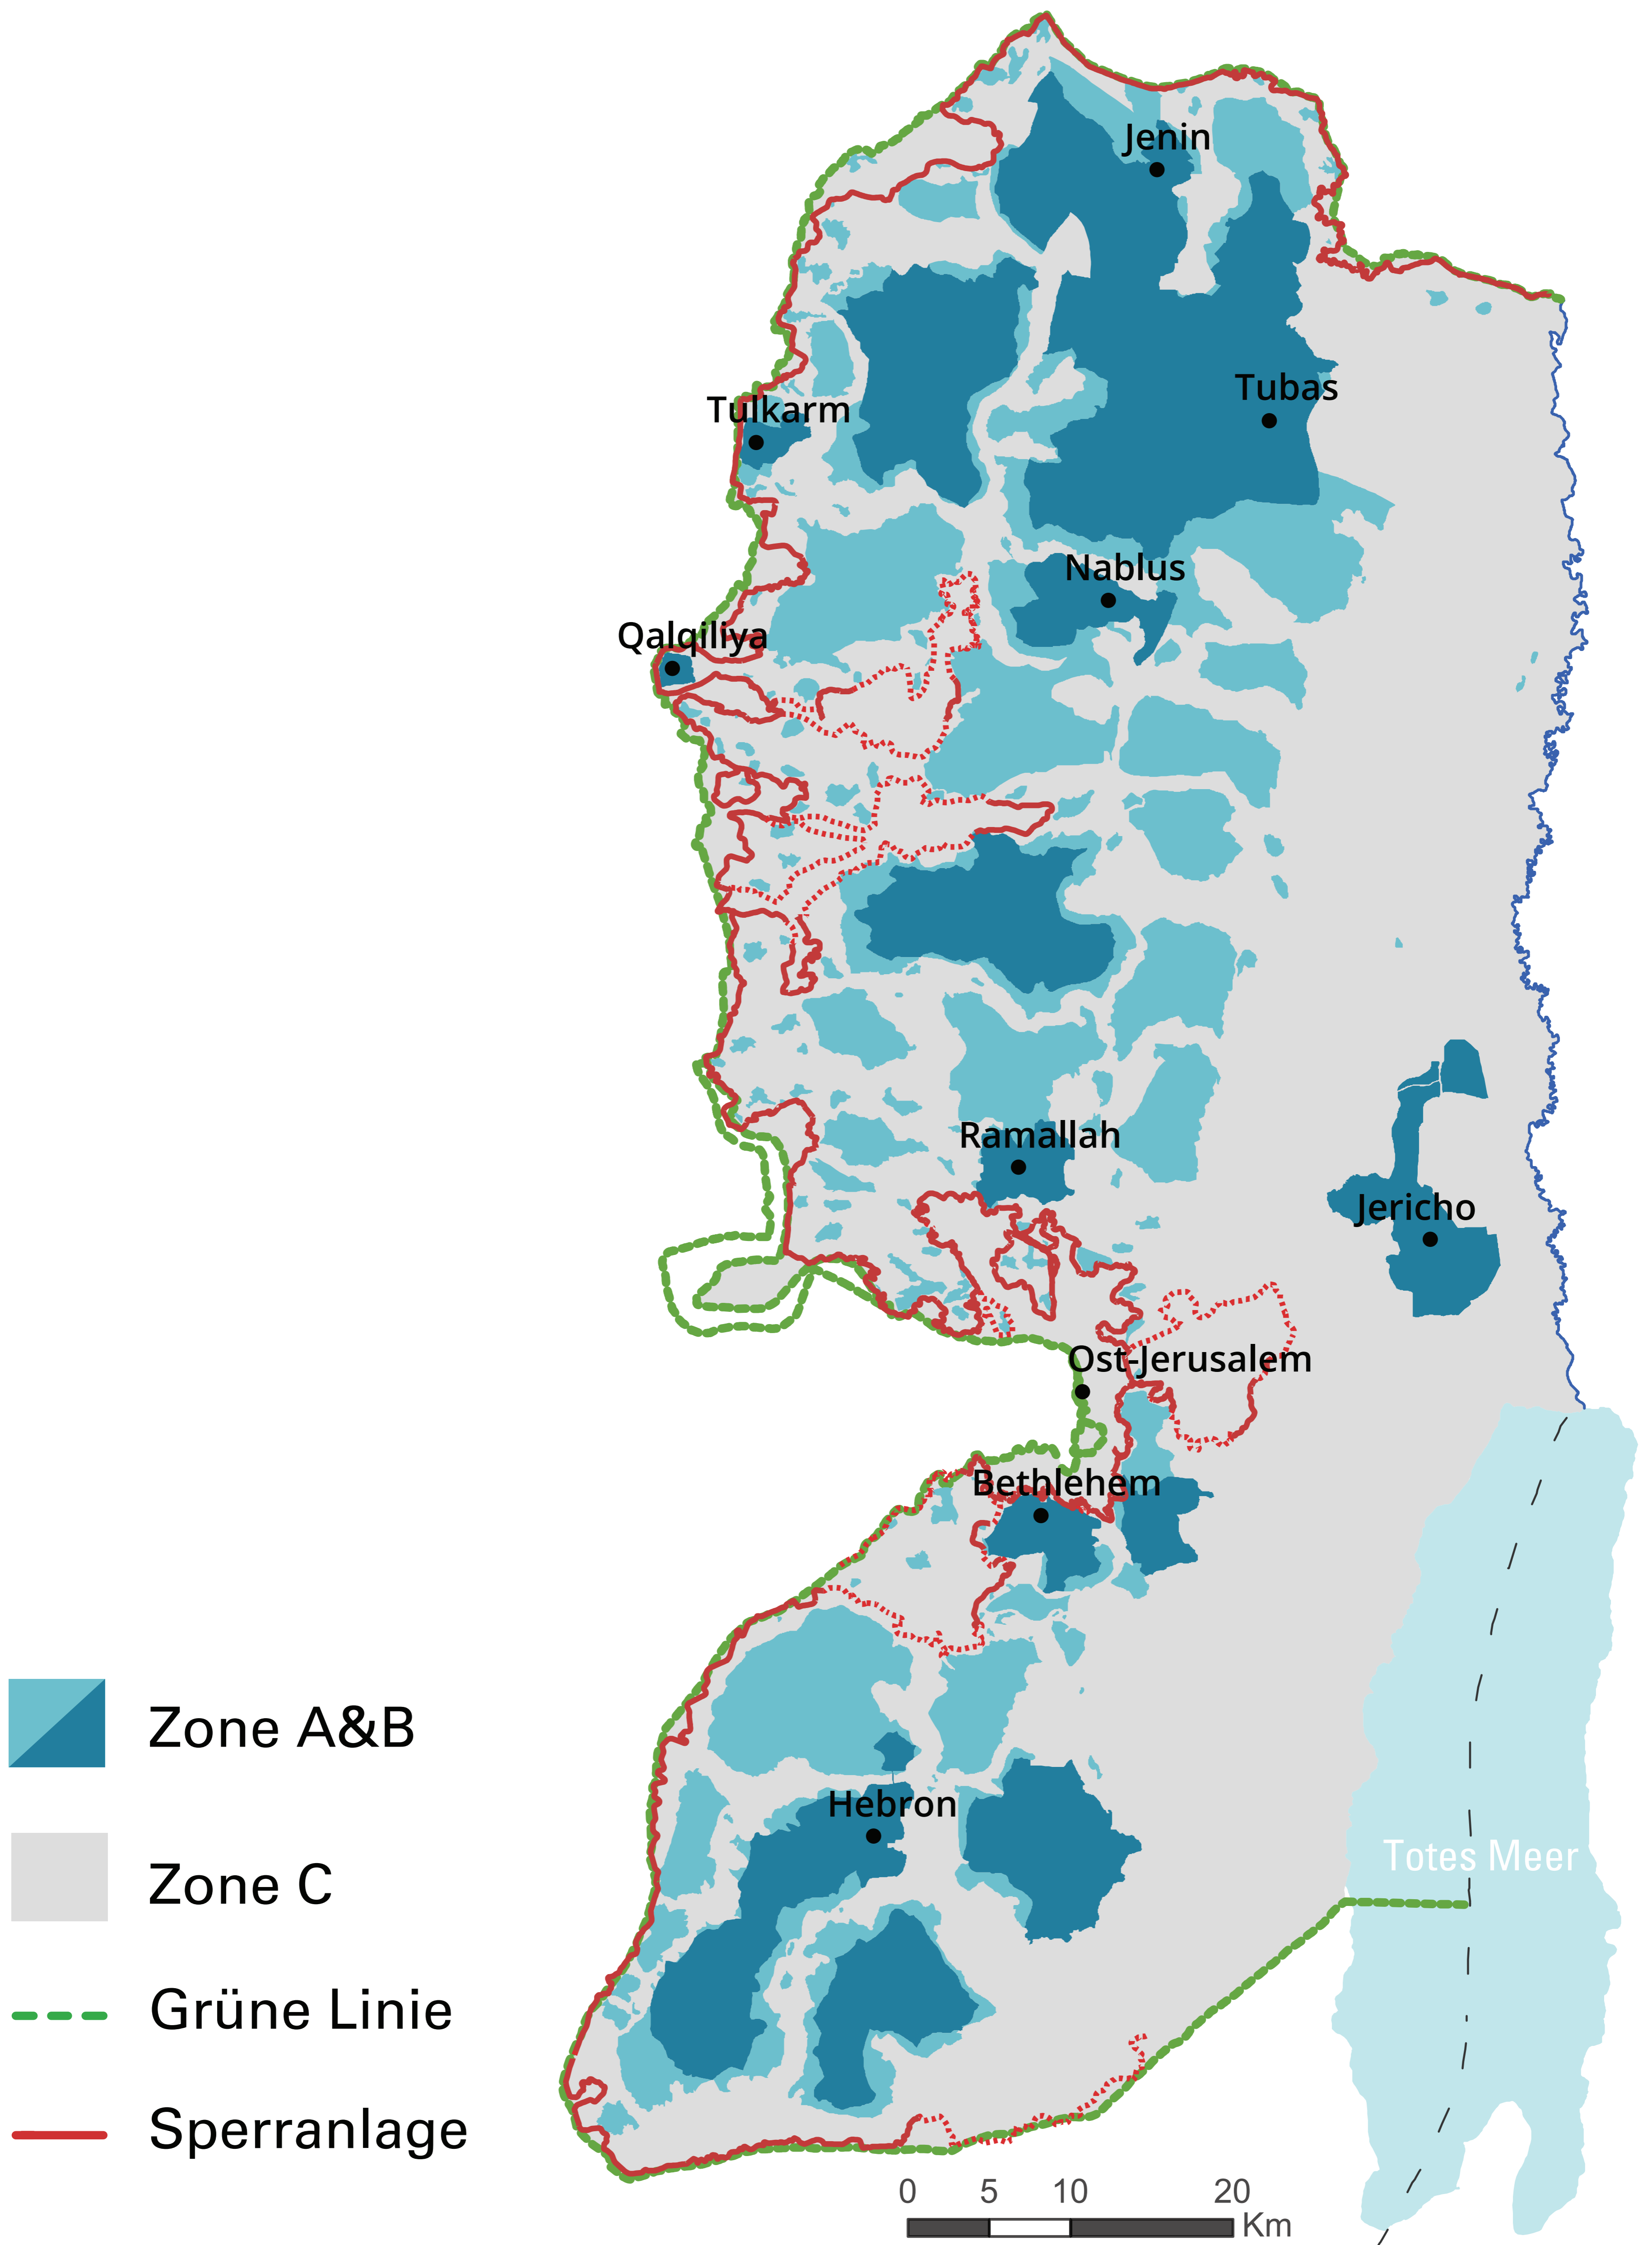 Jenin
Tubas
Tulkarm
Nablus
Qalqiliya
Ramallah
Jericho
Ost-Jerusalem
Bethlehem
Hebron
Totes Meer
Zone A&B
Zone C
Grüne Linie
Sperranlage
0 5 10 20
Km